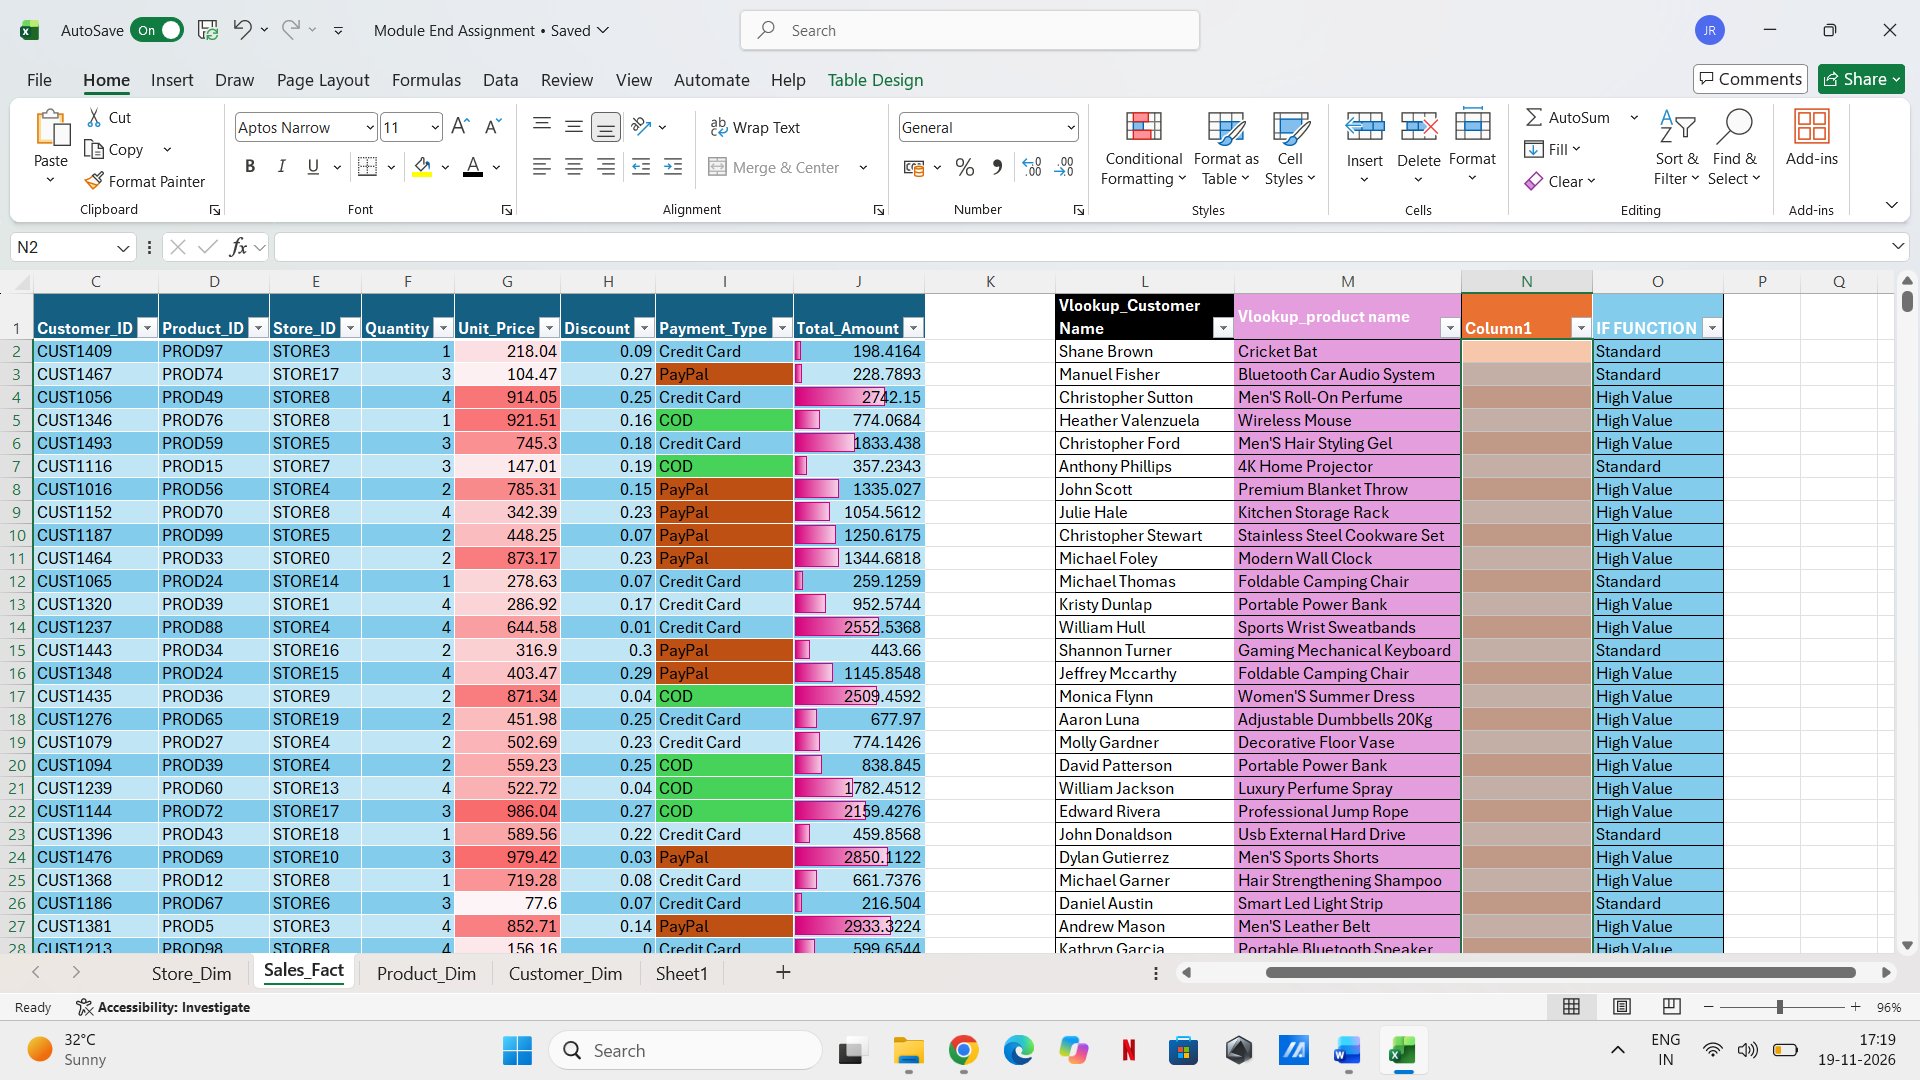 AutoSave On Module End Assignment • Saved Search JR
File Home Insert Draw Page Layout Formulas Data Review View Automate Help Table Design Comments Share
Paste Cut Copy Format Painter Clipboard
Aptos Narrow 11 B I U A Font
Wrap Text Merge & Center Alignment
General % Number
Conditional Formatting Format as Table Cell Styles Styles
Insert Delete Format Cells
AutoSum Fill Clear Sort & Filter Find & Select Editing
Add-ins Add-ins
N2 fx
C D E F G H I J K L M N O P Q
1 Customer_ID Product_ID Store_ID Quantity Unit_Price Discount Payment_Type Total_Amount Vlookup_Customer Name Vlookup_product name Column1 IF FUNCTION
2 CUST1409 PROD97 STORE3 1 218.04 0.09 Credit Card 198.4164 Shane Brown Cricket Bat Standard
3 CUST1467 PROD74 STORE17 3 104.47 0.27 PayPal 228.7893 Manuel Fisher Bluetooth Car Audio System Standard
4 CUST1056 PROD49 STORE8 4 914.05 0.25 Credit Card 2742.15 Christopher Sutton Men'S Roll-On Perfume High Value
5 CUST1346 PROD76 STORE8 1 921.51 0.16 COD 774.0684 Heather Valenzuela Wireless Mouse High Value
6 CUST1493 PROD59 STORE5 3 745.3 0.18 Credit Card 1833.438 Christopher Ford Men'S Hair Styling Gel High Value
7 CUST1116 PROD15 STORE7 3 147.01 0.19 COD 357.2343 Anthony Phillips 4K Home Projector Standard
8 CUST1016 PROD56 STORE4 2 785.31 0.15 PayPal 1335.027 John Scott Premium Blanket Throw High Value
9 CUST1152 PROD70 STORE8 4 342.39 0.23 PayPal 1054.5612 Julie Hale Kitchen Storage Rack High Value
10 CUST1187 PROD99 STORE5 2 448.25 0.07 PayPal 1250.6175 Christopher Stewart Stainless Steel Cookware Set High Value
11 CUST1464 PROD33 STORE0 2 873.17 0.23 PayPal 1344.6818 Michael Foley Modern Wall Clock High Value
12 CUST1065 PROD24 STORE14 1 278.63 0.07 Credit Card 259.1259 Michael Thomas Foldable Camping Chair Standard
13 CUST1320 PROD39 STORE1 4 286.92 0.17 Credit Card 952.5744 Kristy Dunlap Portable Power Bank High Value
14 CUST1237 PROD88 STORE4 4 644.58 0.01 Credit Card 2552.5368 William Hull Sports Wrist Sweatbands High Value
15 CUST1443 PROD34 STORE16 2 316.9 0.3 PayPal 443.66 Shannon Turner Gaming Mechanical Keyboard Standard
16 CUST1348 PROD24 STORE15 4 403.47 0.29 PayPal 1145.8548 Jeffrey Mccarthy Foldable Camping Chair High Value
17 CUST1435 PROD36 STORE9 2 871.34 0.04 COD 2509.4592 Monica Flynn Women'S Summer Dress High Value
18 CUST1276 PROD65 STORE19 2 451.98 0.25 Credit Card 677.97 Aaron Luna Adjustable Dumbbells 20Kg High Value
19 CUST1079 PROD27 STORE4 2 502.69 0.23 Credit Card 774.1426 Molly Gardner Decorative Floor Vase High Value
20 CUST1094 PROD39 STORE4 2 559.23 0.25 COD 838.845 David Patterson Portable Power Bank High Value
21 CUST1239 PROD60 STORE13 4 522.72 0.04 COD 1782.4512 William Jackson Luxury Perfume Spray High Value
22 CUST1144 PROD72 STORE17 3 986.04 0.27 COD 2159.4276 Edward Rivera Professional Jump Rope High Value
23 CUST1396 PROD43 STORE18 1 589.56 0.22 Credit Card 459.8568 John Donaldson Usb External Hard Drive Standard
24 CUST1476 PROD69 STORE10 3 979.42 0.03 PayPal 2850.1122 Dylan Gutierrez Men'S Sports Shorts High Value
25 CUST1368 PROD12 STORE8 1 719.28 0.08 Credit Card 661.7376 Michael Garner Hair Strengthening Shampoo High Value
26 CUST1186 PROD67 STORE6 3 77.6 0.07 Credit Card 216.504 Daniel Austin Smart Led Light Strip Standard
27 CUST1381 PROD5 STORE3 4 852.71 0.14 PayPal 2933.3224 Andrew Mason Men'S Leather Belt High Value
28 CUST1213 PROD98 STORE8 4 156.16 0 Credit Card 599.6544 Kathryn Garcia Portable Bluetooth Speaker High Value
Store_Dim Sales_Fact Product_Dim Customer_Dim Sheet1
Ready Accessibility: Investigate 96%
32°C Sunny Search ENG IN 17:19 19-11-2026